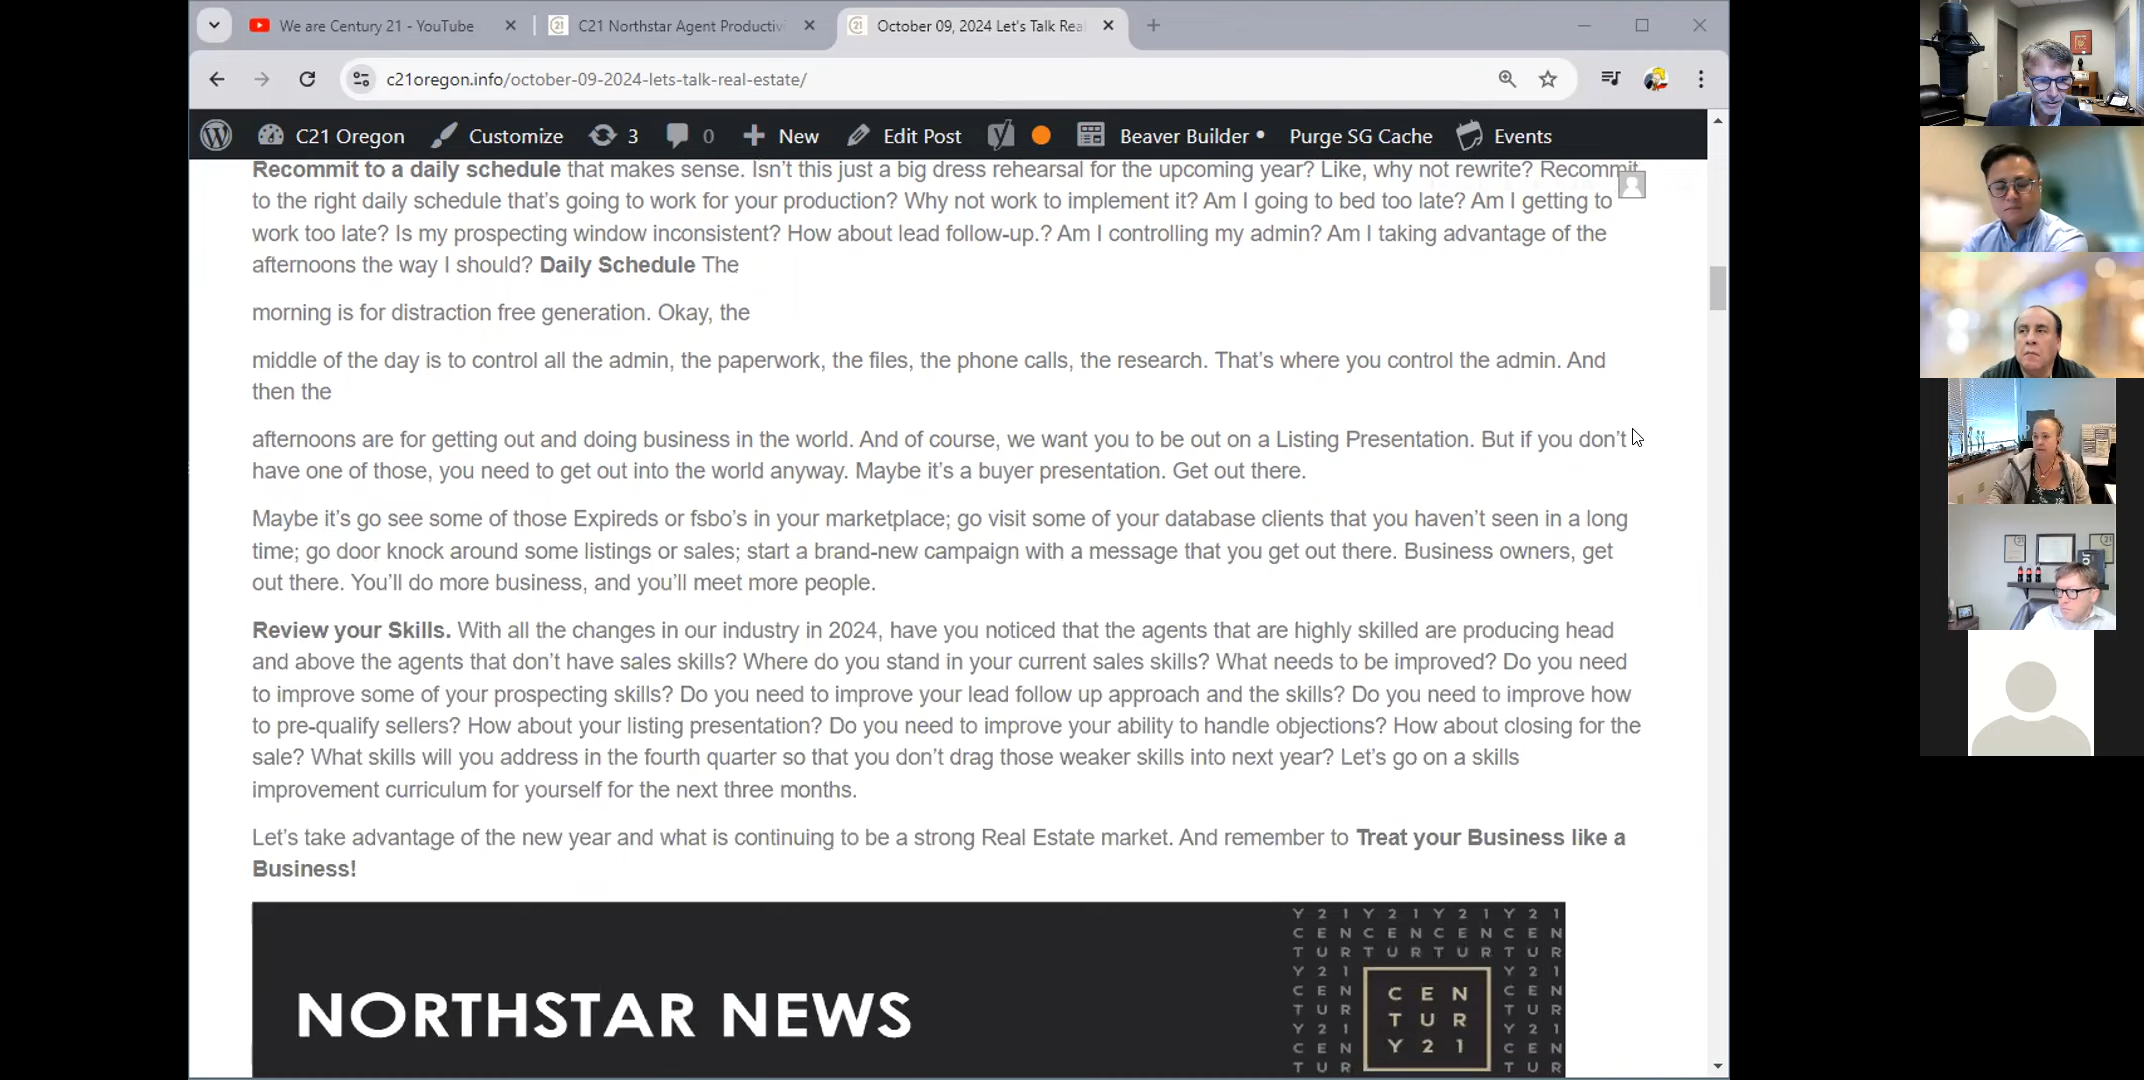 We are Century 21 - YouTube
C21 Northstar Agent Productivi
October 09, 2024 Let's Talk Rea
c21oregon.info/october-09-2024-lets-talk-real-estate/
C21 Oregon Customize 3 0 New Edit Post Beaver Builder Purge SG Cache Events
Recommit to a daily schedule that makes sense. Isn’t this just a big dress rehearsal for the upcoming year? Like, why not rewrite? Recommit
to the right daily schedule that’s going to work for your production? Why not work to implement it? Am I going to bed too late? Am I getting to
work too late? Is my prospecting window inconsistent? How about lead follow-up.? Am I controlling my admin? Am I taking advantage of the
afternoons the way I should? Daily Schedule The
morning is for distraction free generation. Okay, the
middle of the day is to control all the admin, the paperwork, the files, the phone calls, the research. That’s where you control the admin. And
then the
afternoons are for getting out and doing business in the world. And of course, we want you to be out on a Listing Presentation. But if you don’t
have one of those, you need to get out into the world anyway. Maybe it’s a buyer presentation. Get out there.
Maybe it’s go see some of those Expireds or fsbo’s in your marketplace; go visit some of your database clients that you haven’t seen in a long
time; go door knock around some listings or sales; start a brand-new campaign with a message that you get out there. Business owners, get
out there. You’ll do more business, and you’ll meet more people.
Review your Skills. With all the changes in our industry in 2024, have you noticed that the agents that are highly skilled are producing head
and above the agents that don’t have sales skills? Where do you stand in your current sales skills? What needs to be improved? Do you need
to improve some of your prospecting skills? Do you need to improve your lead follow up approach and the skills? Do you need to improve how
to pre-qualify sellers? How about your listing presentation? Do you need to improve your ability to handle objections? How about closing for the
sale? What skills will you address in the fourth quarter so that you don’t drag those weaker skills into next year? Let’s go on a skills
improvement curriculum for yourself for the next three months.
Let’s take advantage of the new year and what is continuing to be a strong Real Estate market. And remember to Treat your Business like a
Business!
NORTHSTAR NEWS
Y 2 1 Y 2 1 Y 2 1 Y 2 1
C E N C E N C E N C E N
T U R T U R T U R T U R
Y 2 1 Y 2 1
C E N C E N C E N
T U R T U R T U R
Y 2 1 Y 2 1 Y 2 1
C E N C E N
T U R T U R